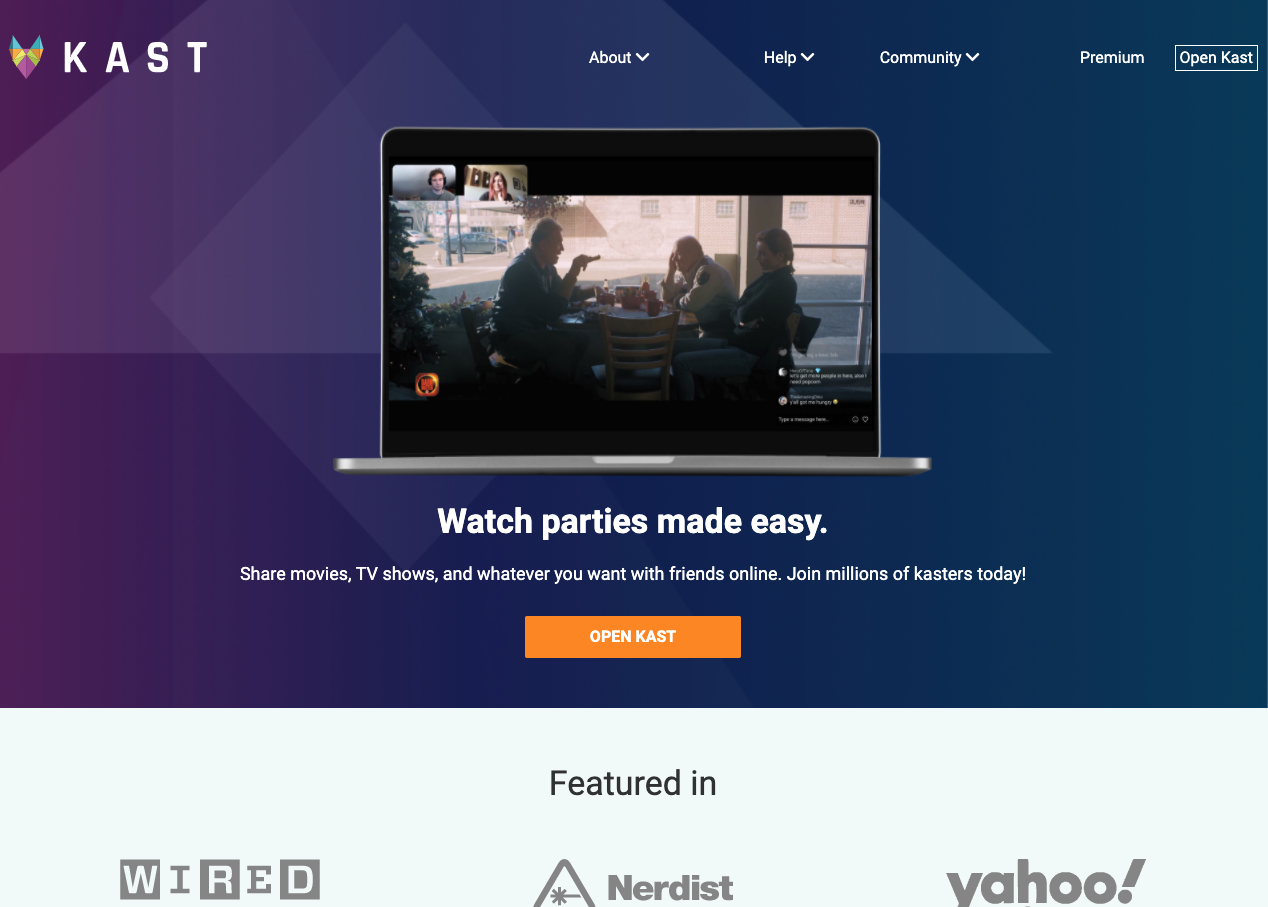 KAST
About
Help
Community
Premium
Open Kast
let's get more people in here, also I
need popcorn
y'all got me hungry
Type a message here...
Watch parties made easy.
Share movies, TV shows, and whatever you want with friends online. Join millions of kasters today!
OPEN KAST
Featured in
WIRED
Nerdist
yahoo!